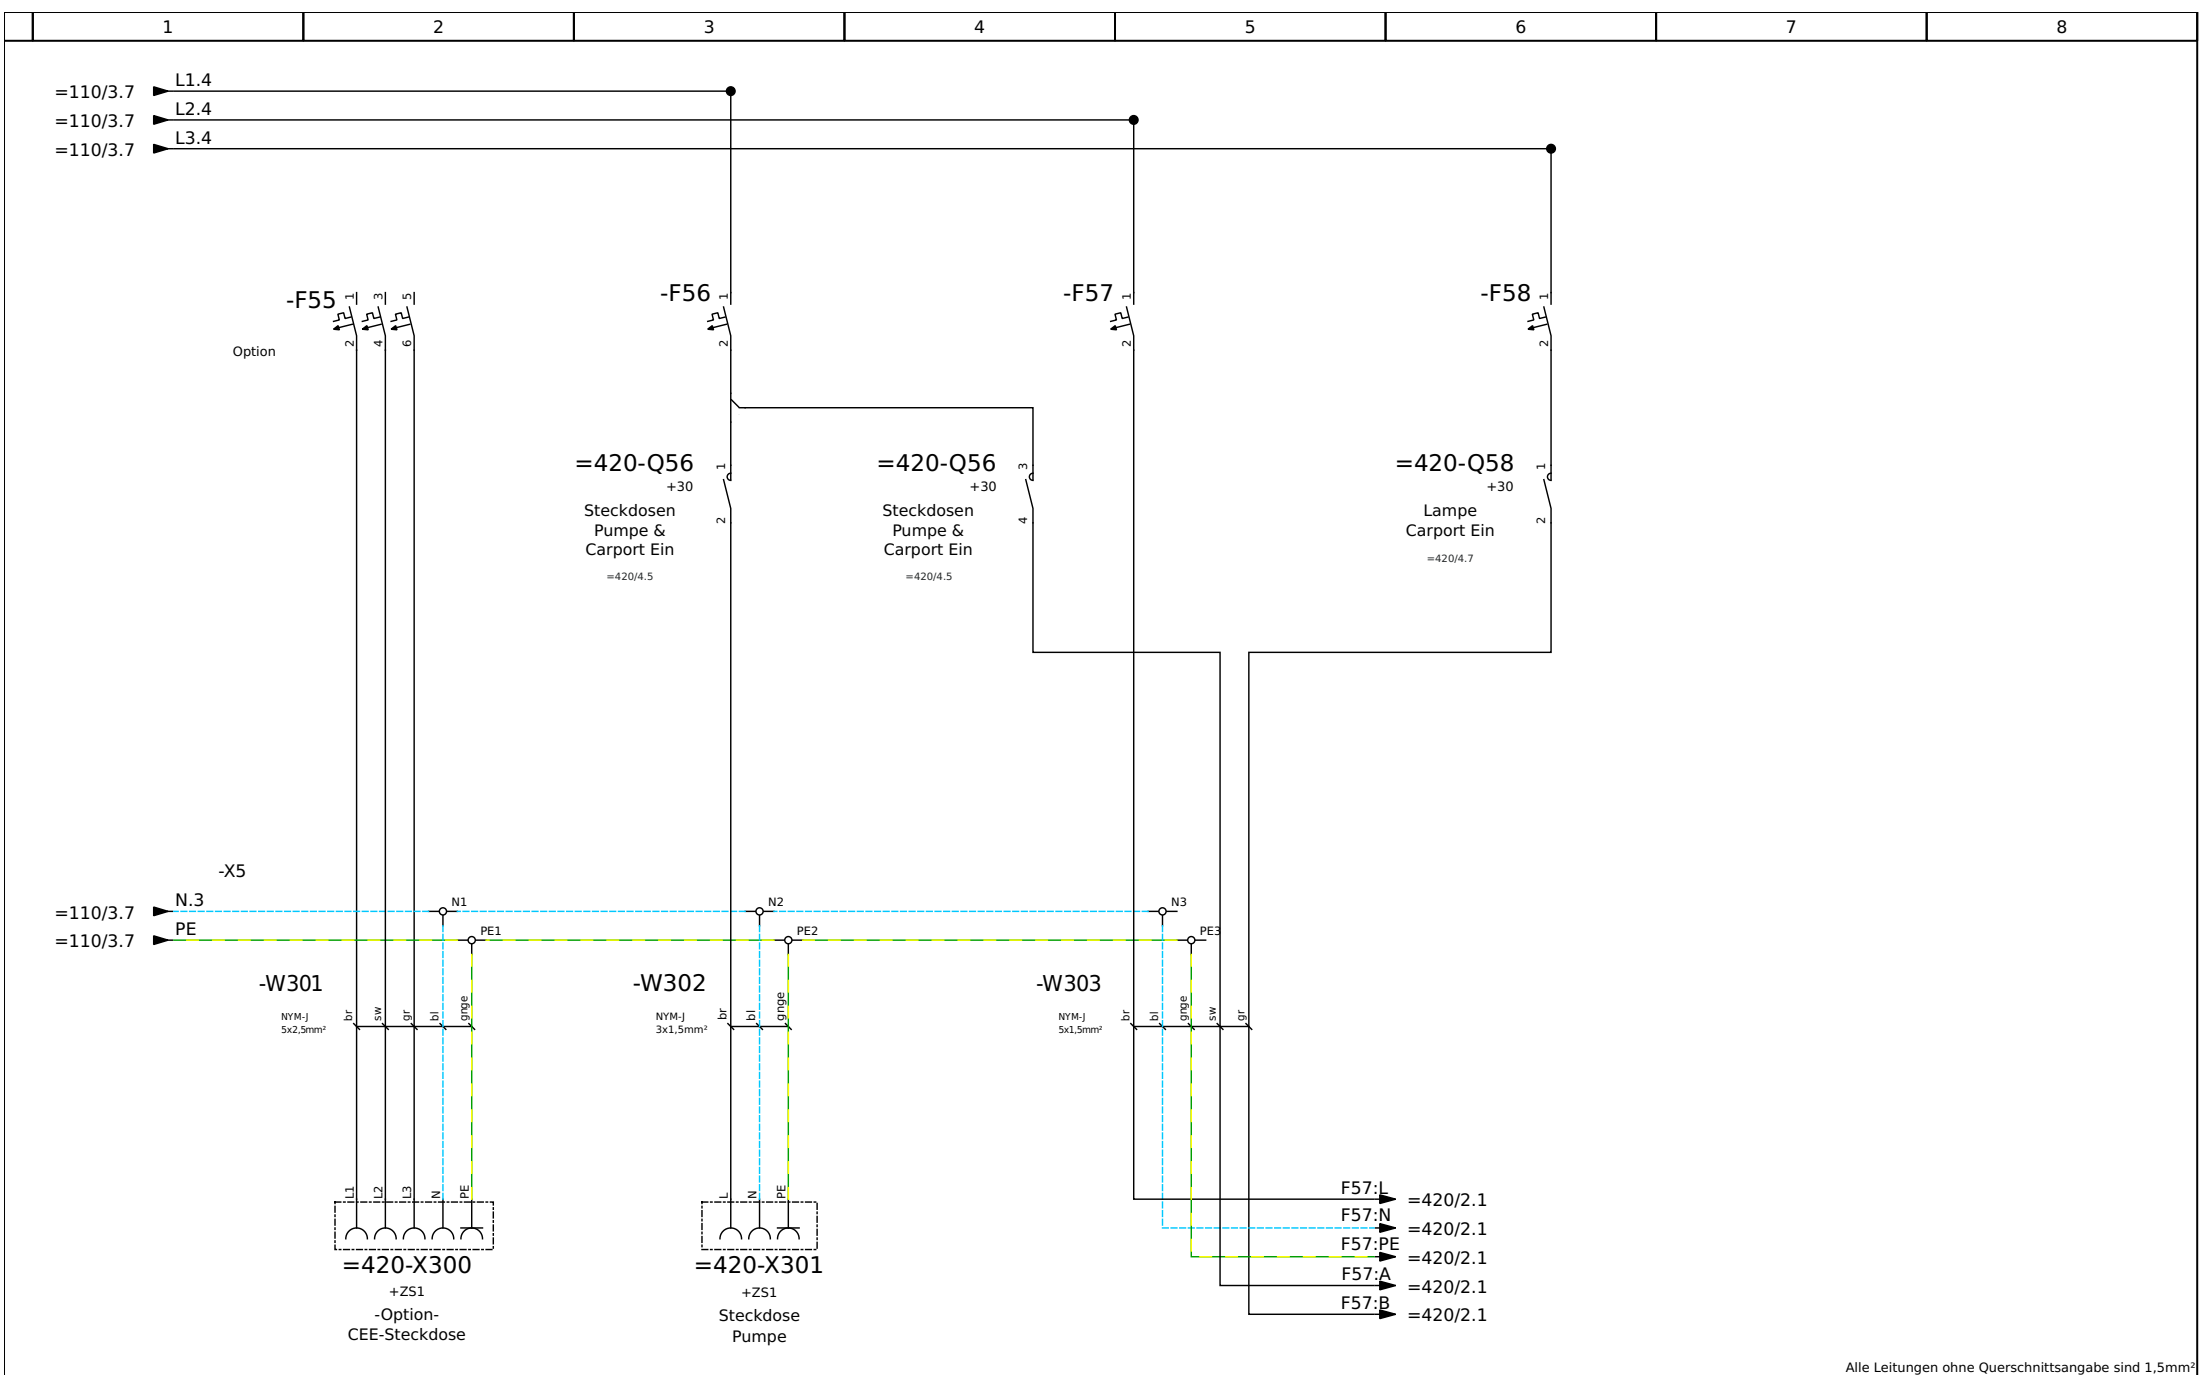 1 2 3 4 5 6 7 8
=110/3.7 L1.4
=110/3.7 L2.4
=110/3.7 L3.4
-F55 1 3 5
2 4 6
Option
-F56 1
2
-F57 1
2
-F58 1
2
=420-Q56 1
+30
2
Steckdosen
Pumpe &
Carport Ein
=420/4.5
=420-Q56 3
+30
4
Steckdosen
Pumpe &
Carport Ein
=420/4.5
=420-Q58 1
+30
2
Lampe
Carport Ein
=420/4.7
-X5
=110/3.7 N.3 N1 N2 N3
=110/3.7 PE PE1 PE2 PE3
-W301
NYM-J
5x2,5mm²
br sw gr bl gnge
-W302
NYM-J
3x1,5mm²
br bl gnge
-W303
NYM-J
5x1,5mm²
br bl gnge sw gr
L1 L2 L3 N PE
=420-X300
+ZS1
-Option-
CEE-Steckdose
L N PE
=420-X301
+ZS1
Steckdose
Pumpe
F57:L =420/2.1
F57:N =420/2.1
F57:PE =420/2.1
F57:A =420/2.1
F57:B =420/2.1
Alle Leitungen ohne Querschnittsangabe sind 1,5mm²